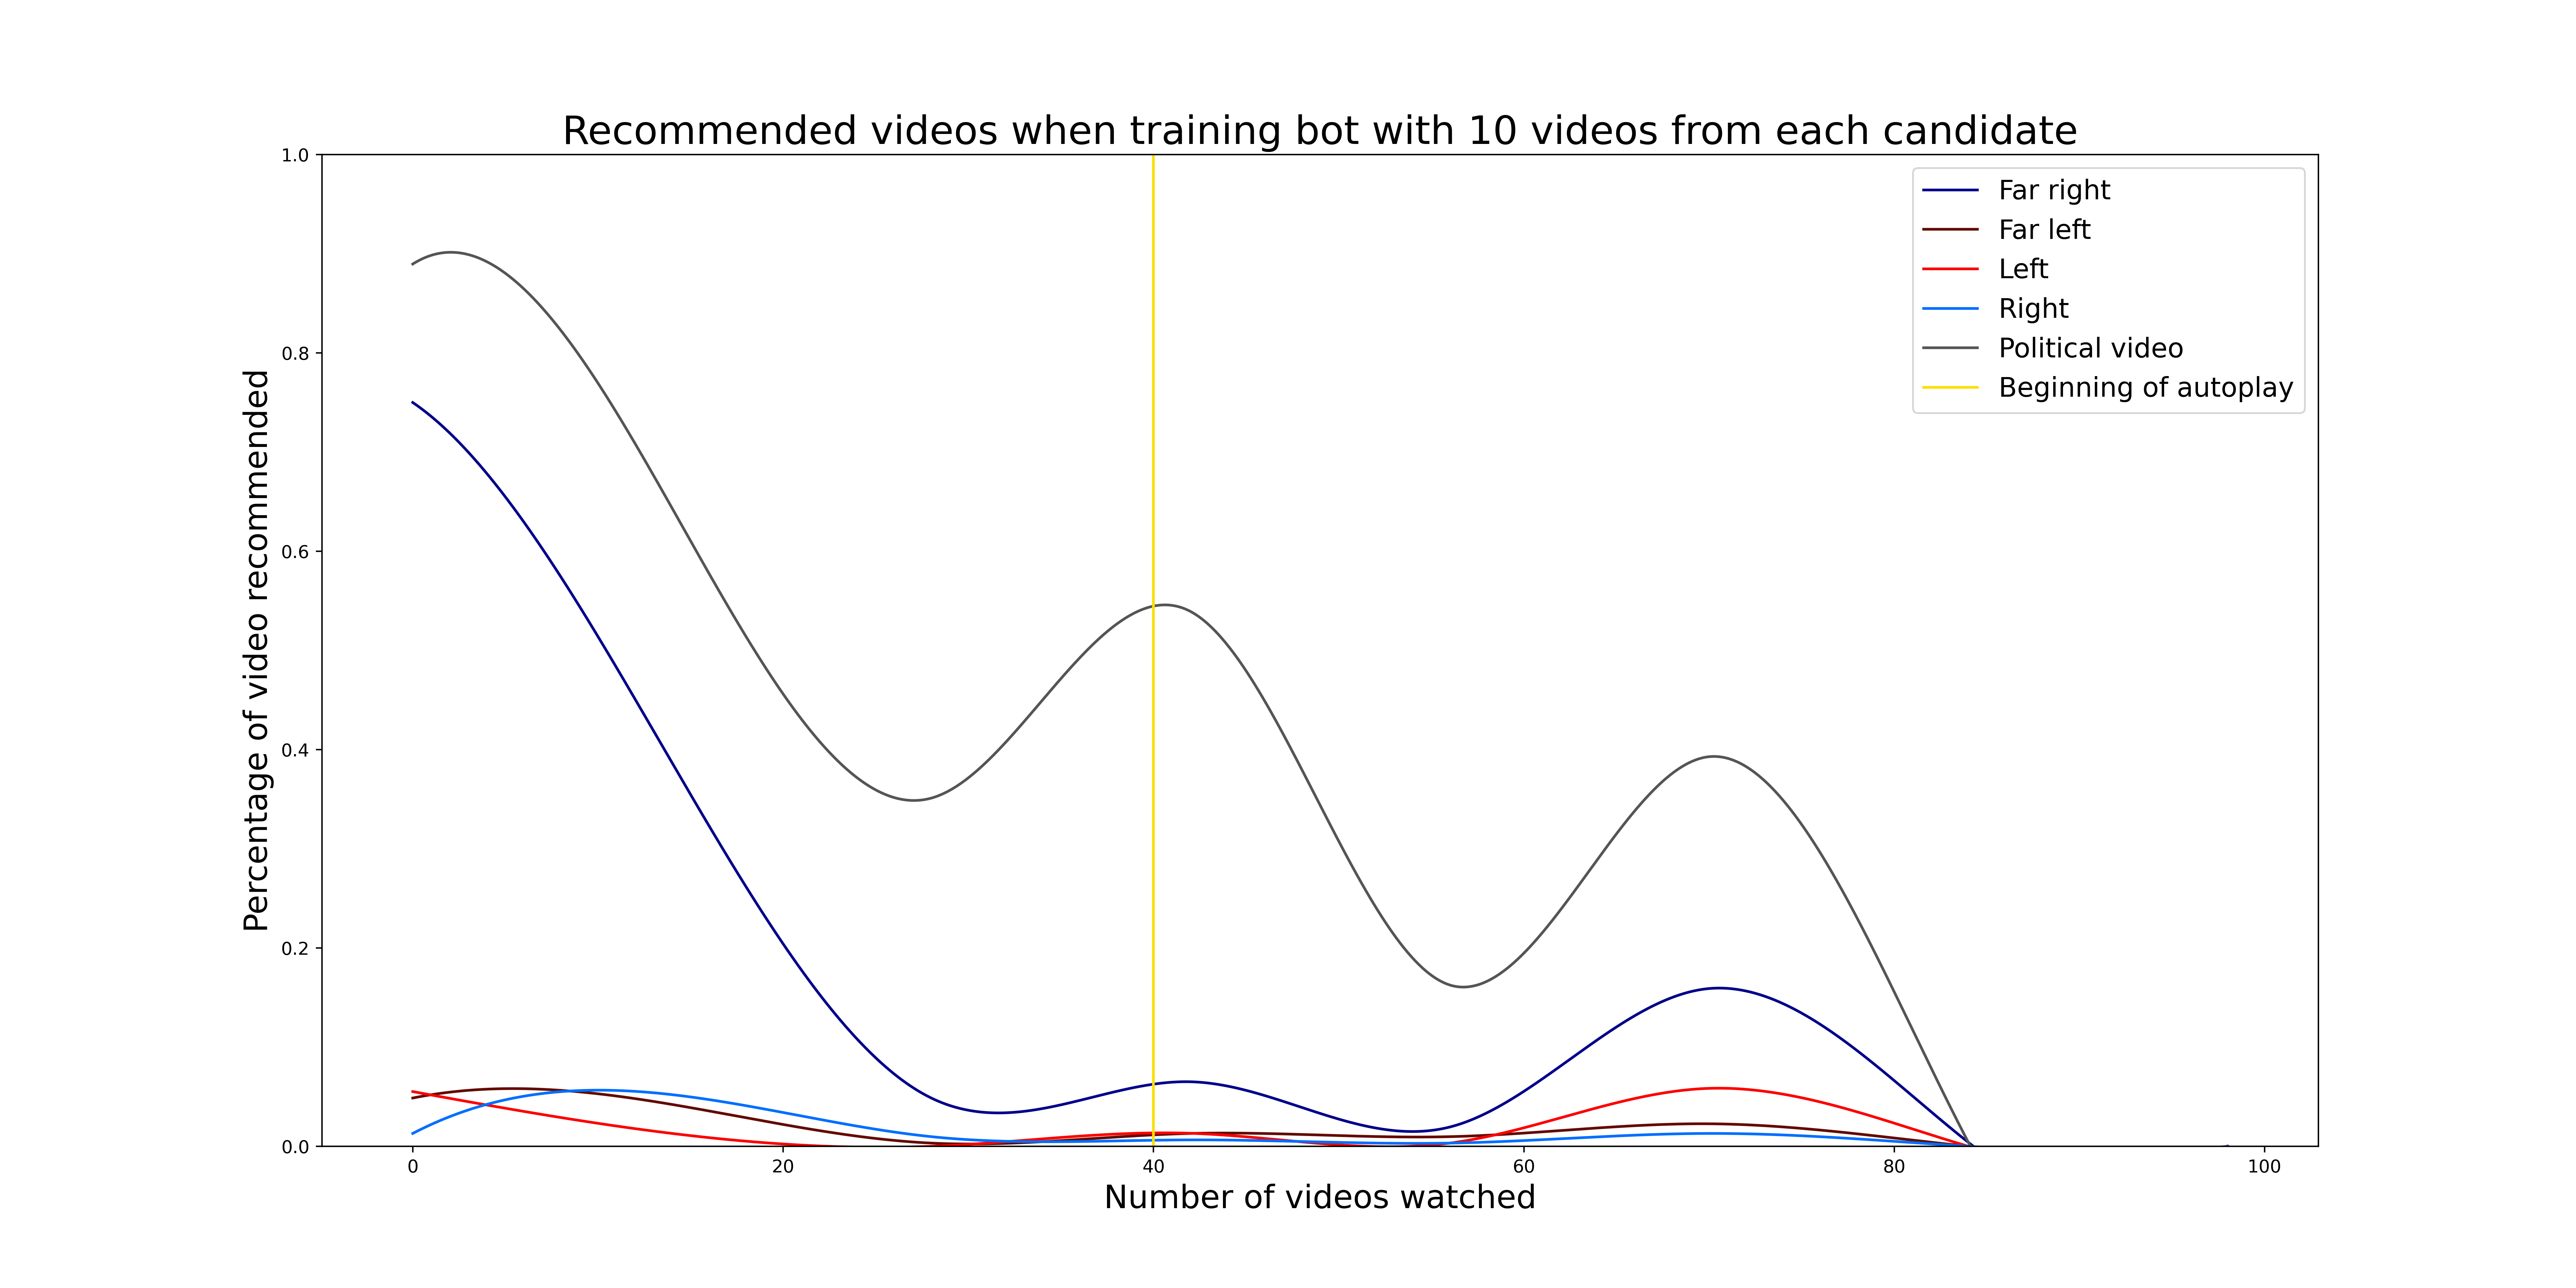 Recommended videos when training bot with 10 videos from each candidate
1.0
0.8
0.6
0.4
0.2
0.0
Percentage of video recommended
Far right
Far left
Left
Right
Political video
Beginning of autoplay
0 20 40 60 80 100
Number of videos watched